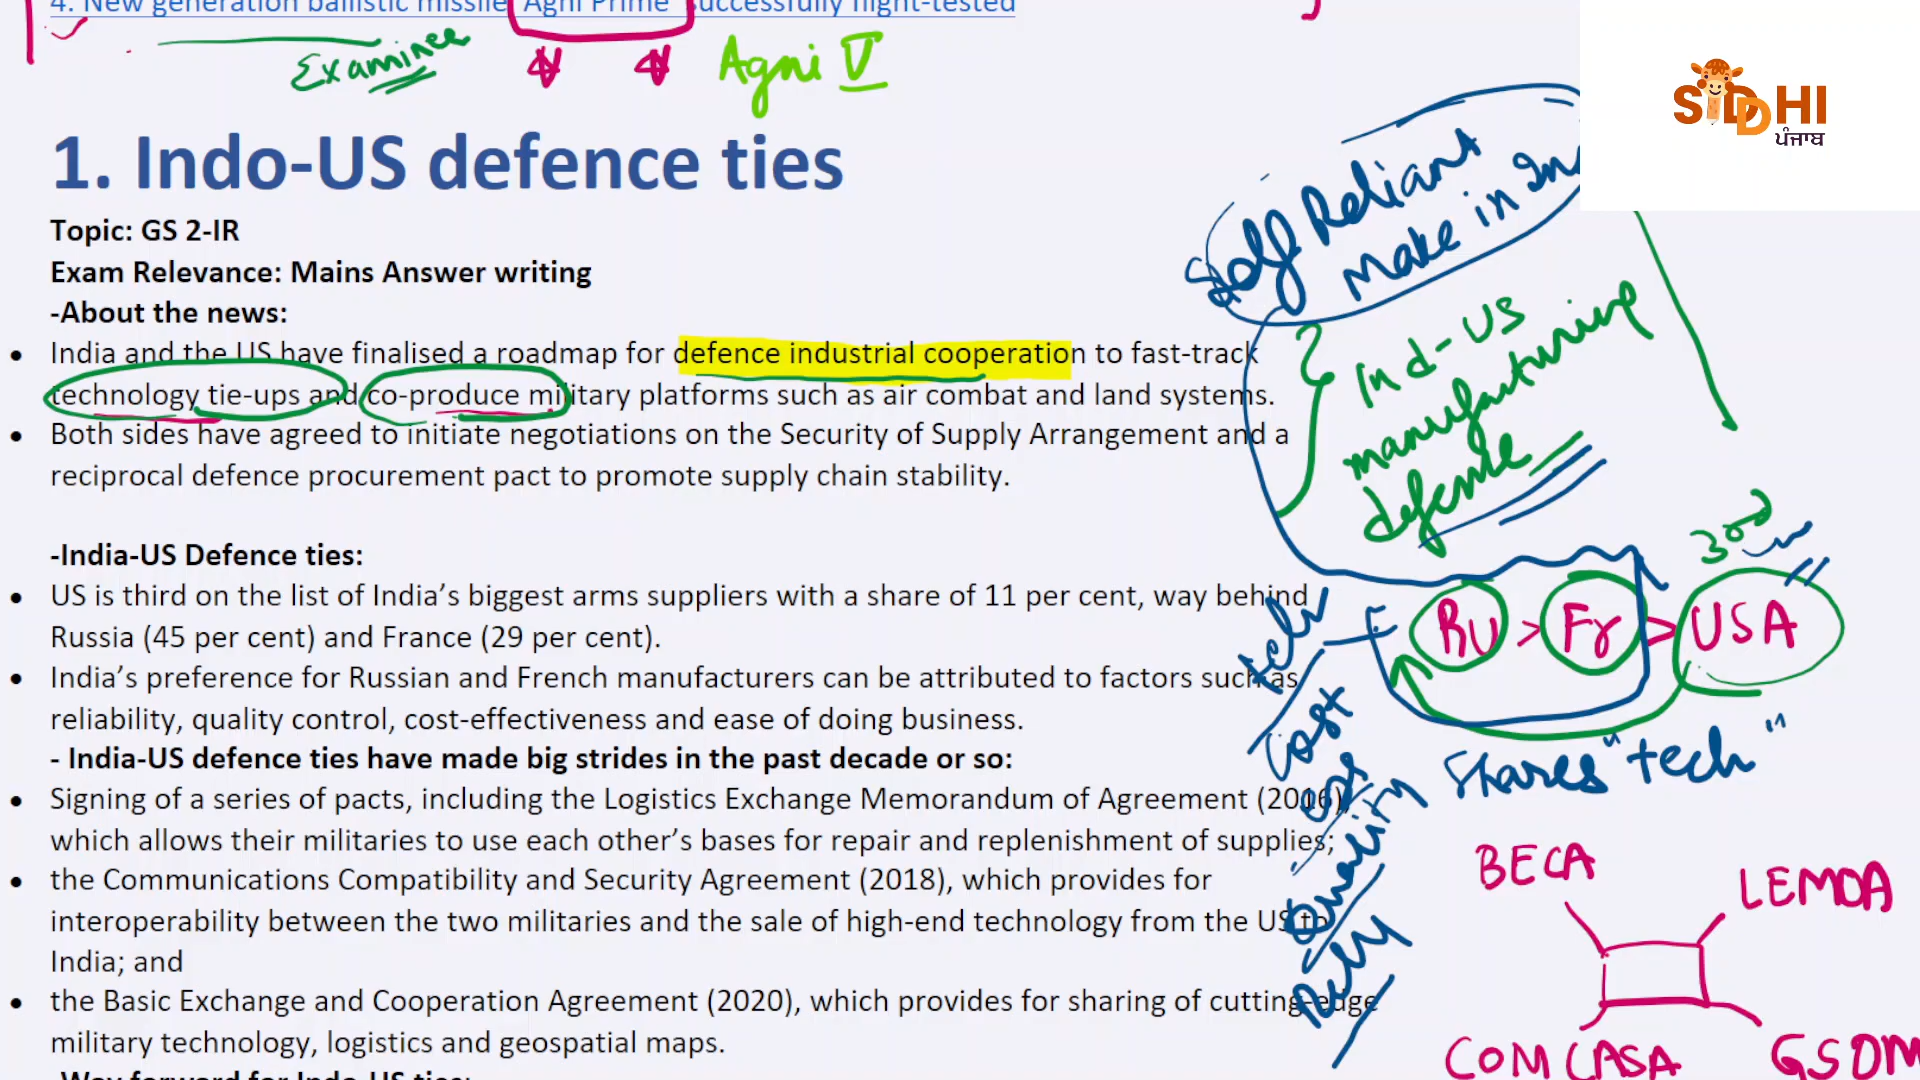 4. New generation ballistic missile 'Agni Prime' successfully flight-tested
Examinee
Agni V
SIDDHI
ਪੰਜਾਬ
1. Indo-US defence ties
Self Reliant
Make in In
Topic: GS 2-IR
Exam Relevance: Mains Answer writing
-About the news:
India and the US have finalised a roadmap for defence industrial cooperation to fast-track
technology tie-ups and co-produce military platforms such as air combat and land systems.
Both sides have agreed to initiate negotiations on the Security of Supply Arrangement and a
reciprocal defence procurement pact to promote supply chain stability.
Ind-US
manufacturing
defence
-India-US Defence ties:
US is third on the list of India's biggest arms suppliers with a share of 11 per cent, way behind
Russia (45 per cent) and France (29 per cent).
India's preference for Russian and French manufacturers can be attributed to factors such as
reliability, quality control, cost-effectiveness and ease of doing business.
3rd
Ru > Fr > USA
Cost
Quality
Rely
Shares "tech"
- India-US defence ties have made big strides in the past decade or so:
Signing of a series of pacts, including the Logistics Exchange Memorandum of Agreement (2016),
which allows their militaries to use each other's bases for repair and replenishment of supplies;
the Communications Compatibility and Security Agreement (2018), which provides for
interoperability between the two militaries and the sale of high-end technology from the US to
India; and
the Basic Exchange and Cooperation Agreement (2020), which provides for sharing of cutting-edge
military technology, logistics and geospatial maps.
BECA
LEMOA
COMCASA
GSOM
-Way forward for Indo-US ties: